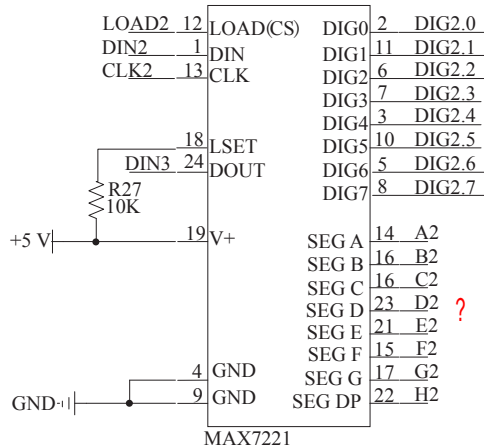 LOAD2 12 LOAD(CS) DIG0 2 DIG2.0
DIN2 1 DIN DIG1 11 DIG2.1
CLK2 13 CLK DIG2 6 DIG2.2
DIG3 7 DIG2.3
DIG4 3 DIG2.4
18 LSET DIG5 10 DIG2.5
DIN3 24 DOUT DIG6 5 DIG2.6
R27 DIG7 8 DIG2.7
10K
+5 V 19 V+ SEG A 14 A2
SEG B 16 B2
SEG C 16 C2
SEG D 23 D2 ?
SEG E 21 E2
SEG F 15 F2
4 GND SEG G 17 G2
GND 9 GND SEG DP 22 H2
MAX7221